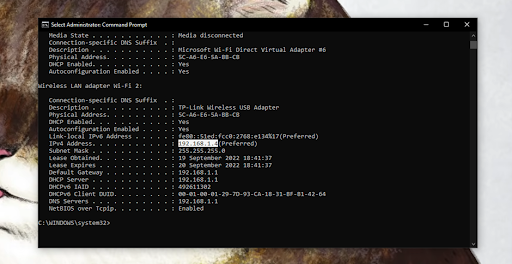 Select Administrator: Command Prompt
Media State . . . . . . . . . . . : Media disconnected
Connection-specific DNS Suffix  . :
Description . . . . . . . . . . . : Microsoft Wi-Fi Direct Virtual Adapter #6
Physical Address. . . . . . . . . : 5C-A6-E6-5A-BB-CB
DHCP Enabled. . . . . . . . . . . : Yes
Autoconfiguration Enabled . . . . : Yes
Wireless LAN adapter Wi-Fi 2:
Connection-specific DNS Suffix  . :
Description . . . . . . . . . . . : TP-Link Wireless USB Adapter
Physical Address. . . . . . . . . : 5C-A6-E6-5A-BB-CB
DHCP Enabled. . . . . . . . . . . : Yes
Autoconfiguration Enabled . . . . : Yes
Link-local IPv6 Address . . . . . : fe80::51ed:fcc0:2768:e134%17(Preferred)
IPv4 Address. . . . . . . . . . . : 192.168.1.4(Preferred)
Subnet Mask . . . . . . . . . . . : 255.255.255.0
Lease Obtained. . . . . . . . . . : 19 September 2022 18:41:37
Lease Expires . . . . . . . . . . : 20 September 2022 18:41:37
Default Gateway . . . . . . . . . : 192.168.1.1
DHCP Server . . . . . . . . . . . : 192.168.1.1
DHCPv6 IAID . . . . . . . . . . . : 492611302
DHCPv6 Client DUID. . . . . . . . : 00-01-00-01-29-7D-93-CA-18-31-BF-B1-42-64
DNS Servers . . . . . . . . . . . : 192.168.1.1
NetBIOS over Tcpip. . . . . . . . : Enabled
C:\WINDOWS\system32>